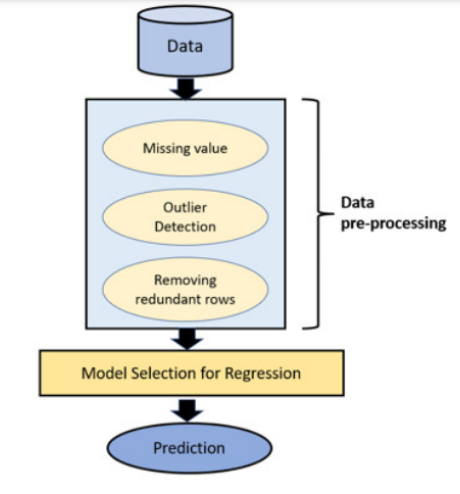 Data
Missing value
Outlier
Detection
Removing
redundant rows
Data
pre-processing
Model Selection for Regression
Prediction